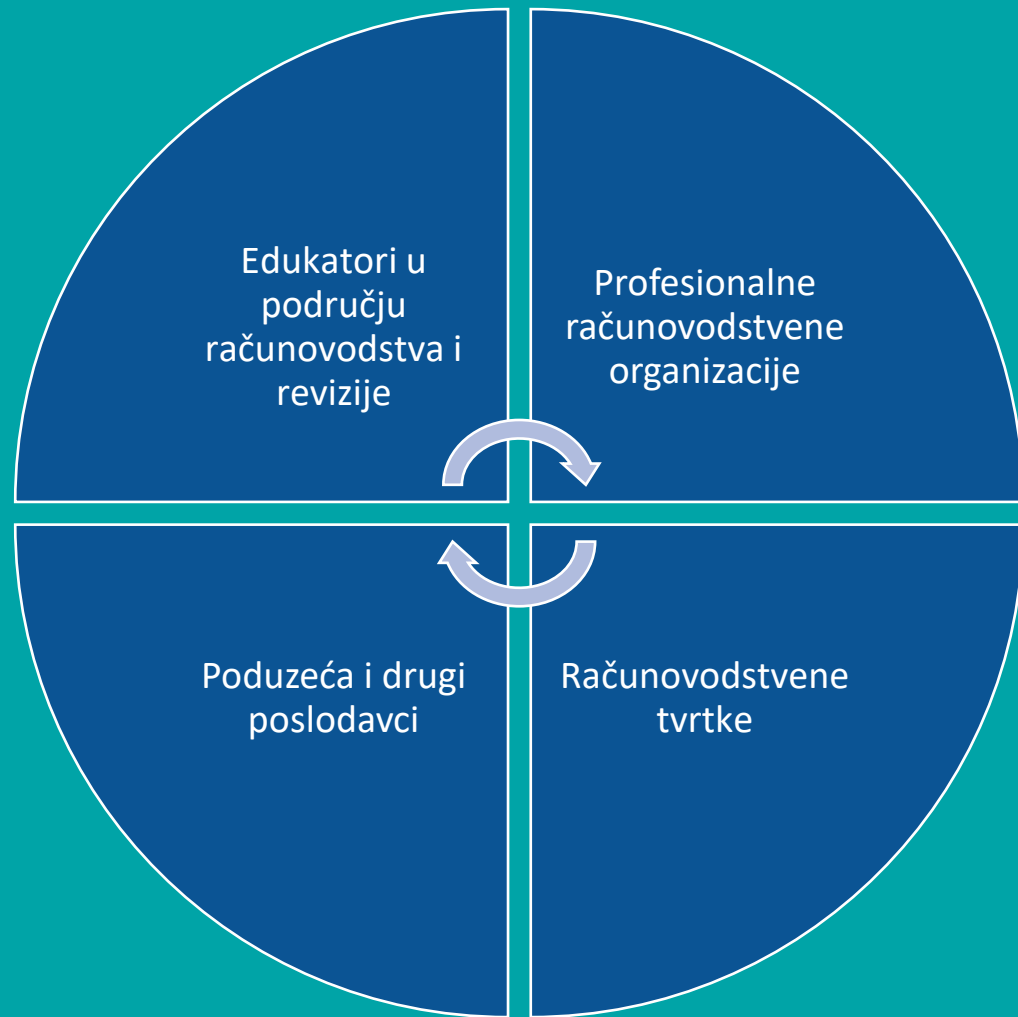 Edukatori u
području
računovodstva i
revizije
Profesionalne
računovodstvene
organizacije
Poduzeća i drugi
poslodavci
Računovodstvene
tvrtke